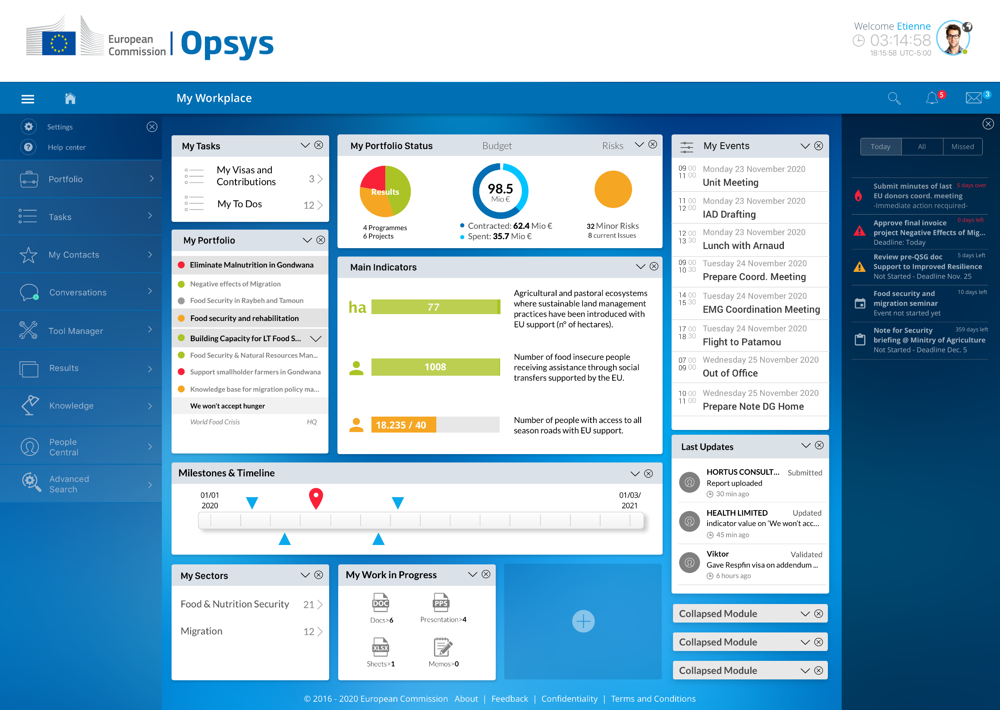 European
Commission
Opsys
Welcome Etienne
03:14:58
18:15:58 UTC-5:00
My Workplace
5
3
Settings
Help center
Portfolio
Tasks
My Contacts
Conversations
1
Tool Manager
Results
Knowledge
People
Central
Advanced
Search
My Tasks
My Visas and
Contributions
3
My To Dos
12
My Portfolio
Eliminate Malnutrition in Gondwana
Negative effects of Migration
Food Security in Raybeh and Tamoun
Food security and rehabilitation
Building Capacity for LT Food S...
Food Security & Natural Resources Man...
Support smallholder farmers in Gondwana
Knowledge base for migration policy ma...
We won't accept hunger
World Food Crisis HQ
My Portfolio Status Budget Risks
Results
4 Programmes
6 Projects
98.5
Mio €
Contracted: 62.4 Mio €
Spent: 35.7 Mio €
32 Minor Risks
8 current Issues
Main Indicators
ha
77
Agricultural and pastoral ecosystems
where sustainable land management
practices have been introduced with
EU support (n° of hectares).
1008
Number of food insecure people
receiving assistance through social
transfers supported by the EU.
18.235 / 40
Number of people with access to all
season roads with EU support.
Milestones & Timeline
01/01
2020
01/03/
2021
My Sectors
Food & Nutrition Security 21
Migration 12
My Work in Progress
DOC
Docs>6
PPS
Presentation>4
XLSX
Sheets>1
Memos>0
My Events
09 00 Monday 23 November 2020
11 00 Unit Meeting
11 00 Monday 23 November 2020
12 00 IAD Drafting
12 00 Monday 23 November 2020
13 30 Lunch with Arnaud
09 00 Tuesday 24 November 2020
10 30 Prepare Coord. Meeting
14 00 Tuesday 24 November 2020
15 30 EMG Coordination Meeting
17 00 Tuesday 24 November 2020
18 30 Flight to Patamou
07 00 Wednesday 25 November 2020
09 00 Out of Office
10 00 Wednesday 25 November 2020
11 00 Prepare Note DG Home
Last Updates
HORTUS CONSULT... Submitted
Report uploaded
30 min ago
HEALTH LIMITED Updated
indicator value on ‘We won’t acc...
45 min ago
Viktor Validated
Gave Respfin visa on addendum ...
6 hours ago
Collapsed Module
Collapsed Module
Collapsed Module
Today All Missed
Submit minutes of last 5 days over
EU donors coord. meeting
-Immediate action recquired-
Approve final invoice 0 days left
project Negative Effects of Mig...
Deadline: Today
Review pre-QSG doc 5 days Left
Support to Improved Resilience
Not Started - Deadline Nov. 25
Food security and 10 days left
migration seminar
Event not started yet
Note for Security 359 days left
briefing @ Minitry of Agriculture
Not Started - Deadline Dec. 5
© 2016 - 2020 European Commission About | Feedback | Confidentiality | Terms and Conditions